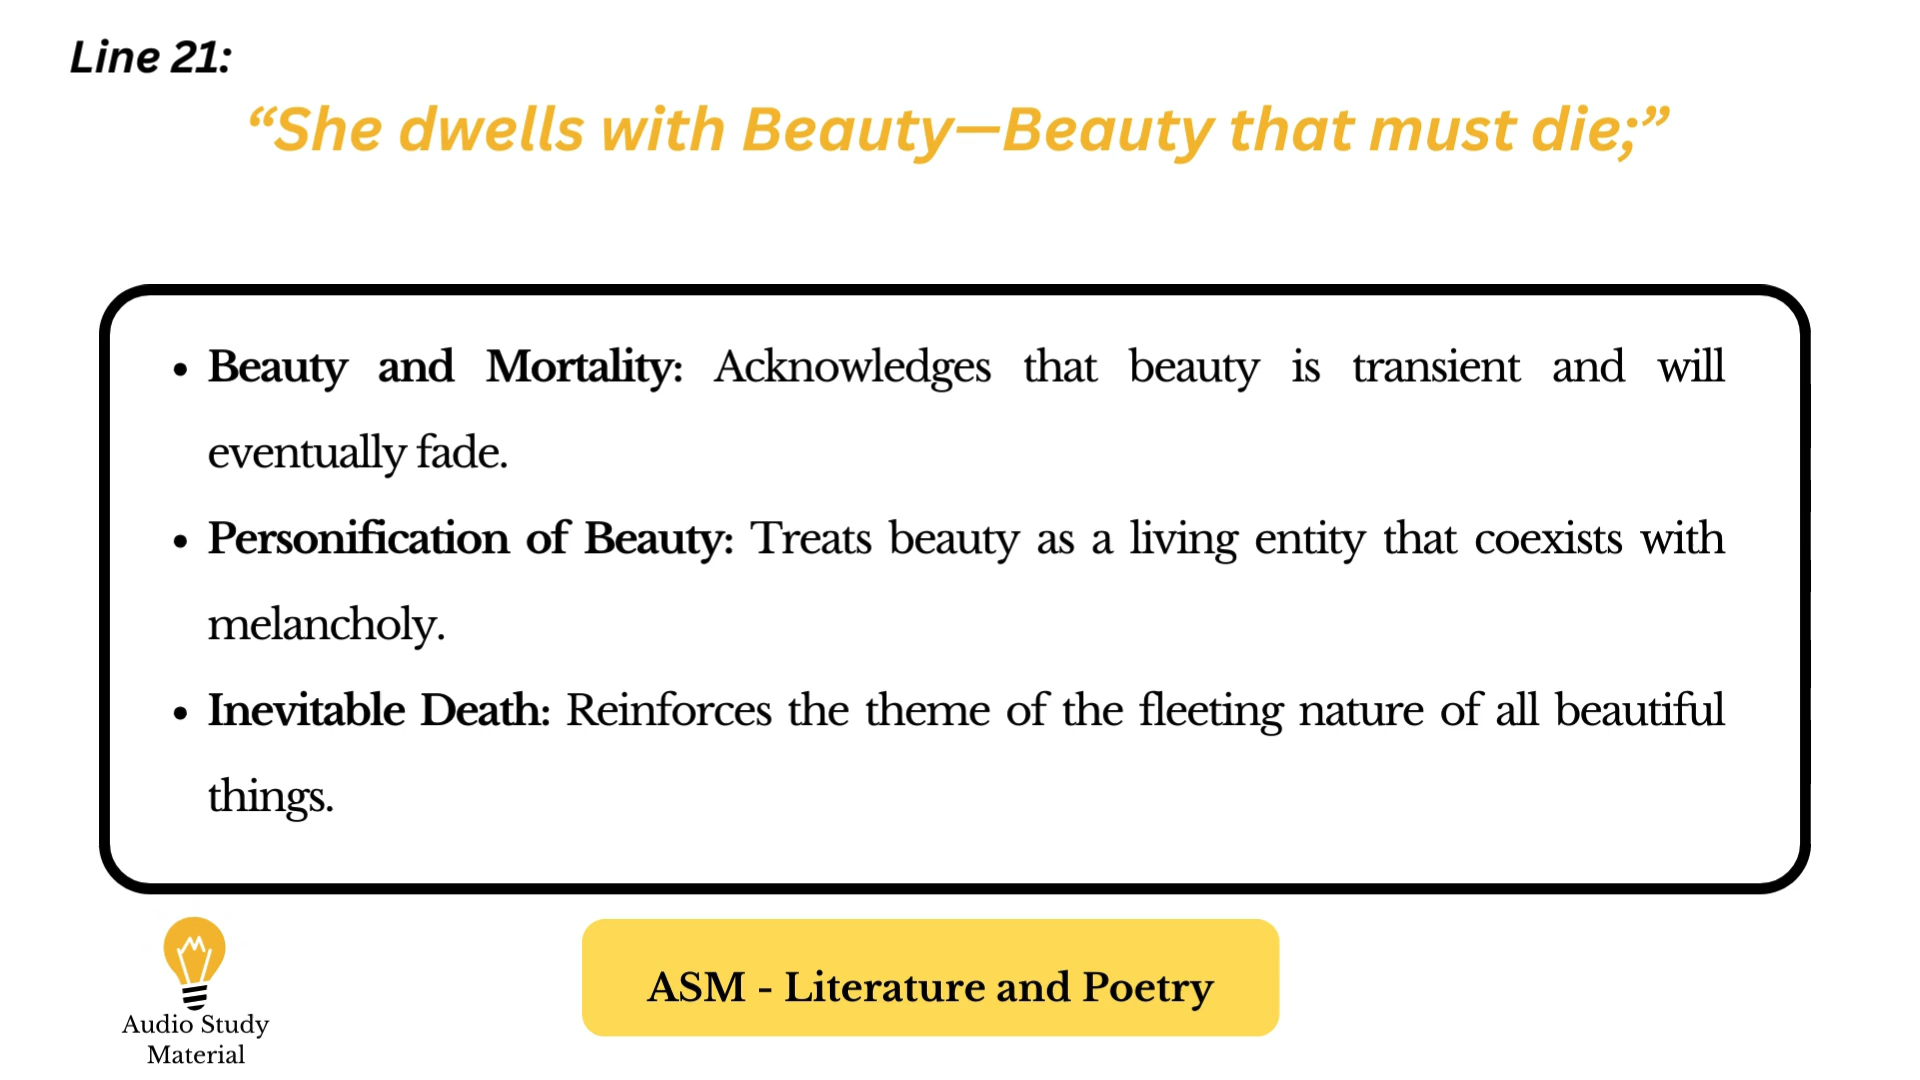 Line 21:
“She dwells with Beauty—Beauty that must die;”
• Beauty and Mortality: Acknowledges that beauty is transient and will
eventually fade.
• Personification of Beauty: Treats beauty as a living entity that coexists with
melancholy.
• Inevitable Death: Reinforces the theme of the fleeting nature of all beautiful
things.
ASM - Literature and Poetry
Audio Study
Material